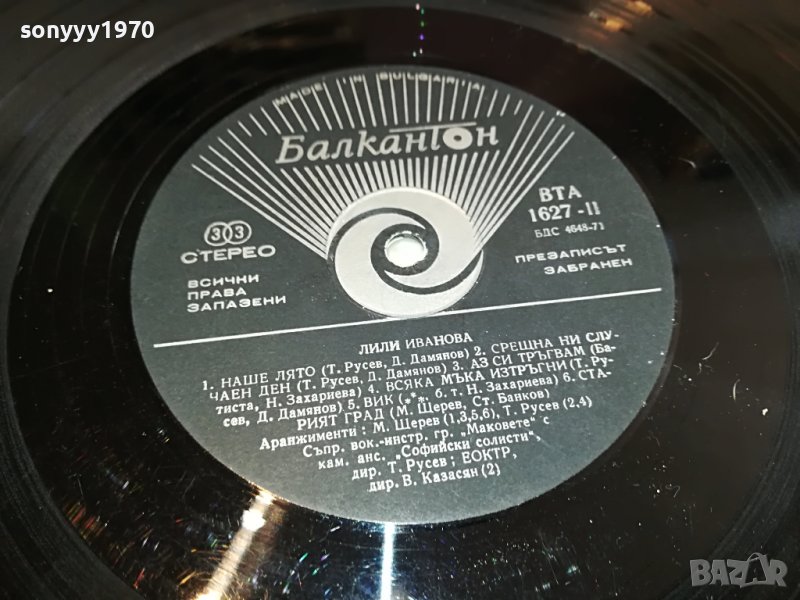 sonyyy1970
MADE IN BULGARIA
Балкантон
ВТА
1627-II
БДС 4648-71
33
СТЕРЕО
ПРЕЗАПИСЪТ
ЗАБРАНЕН
ВСИЧКИ
ПРАВА
ЗАПАЗЕНИ
ЛИЛИ ИВАНОВА
1. НАШЕ ЛЯТО (Т. Русев, Д. Дамянов) 2. СРЕЩНА НИ СЛУ-
ЧАЕН ДЕН (Т. Русев, Д. Дамянов) 3. АЗ СИ ТРЪГВАМ (Ба-
тиста, Н. Захариева) 4. ВСЯКА МЪКА ИЗТРЪГНИ (Т. Ру-
сев, Д. Дамянов) 5. ВИК (*** б. т. Н. Захариева) 6. СТА-
РИЯТ ГРАД (М. Щерев, Ст. Банков)
Аранжименти: М. Щерев (1,3,5,6), Т. Русев (2,4)
Съпр. вок.-инстр. гр. „Маковете" с
кам. анс. „Софийски солисти",
дир. Т. Русев; ЕОКТР,
дир. В. Казасян (2)
BAZAR